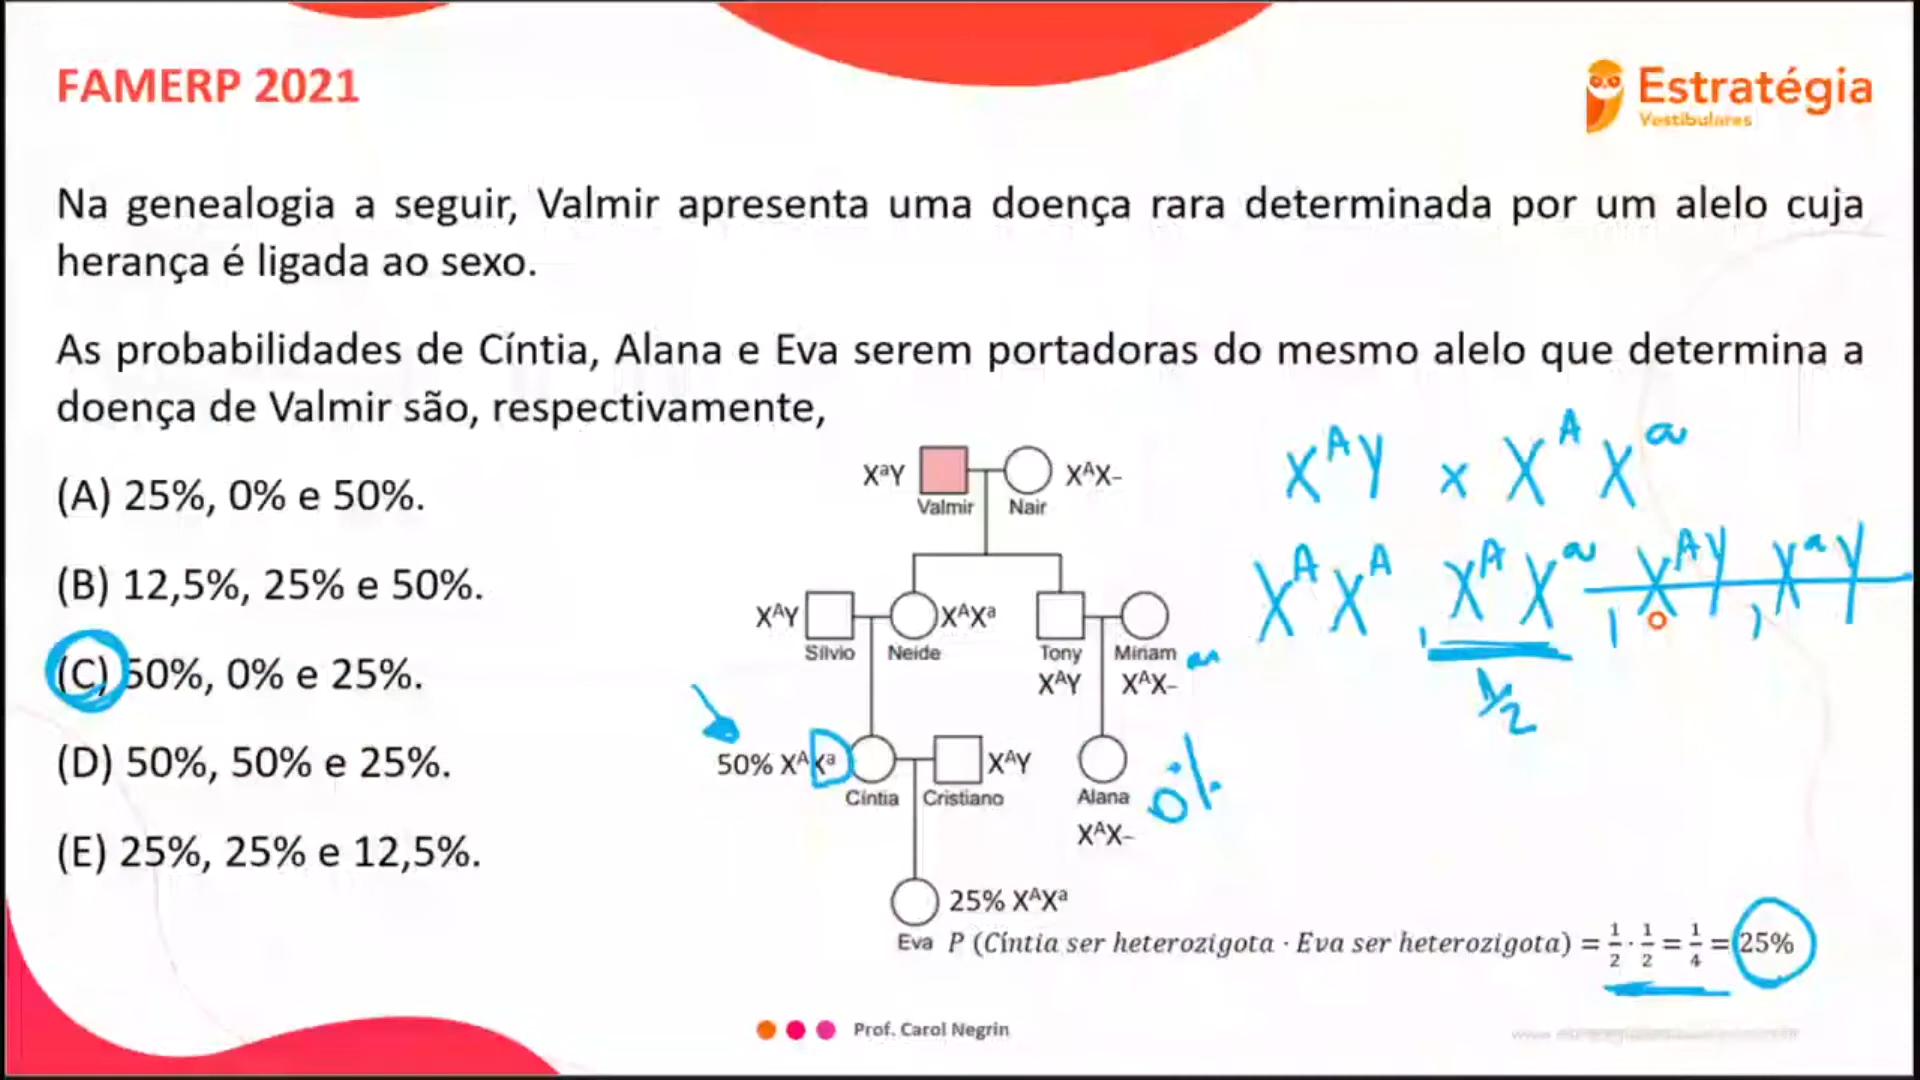 FAMERP 2021
Estratégia
Vestibulares
Na genealogia a seguir, Valmir apresenta uma doença rara determinada por um alelo cuja
herança é ligada ao sexo.
As probabilidades de Cíntia, Alana e Eva serem portadoras do mesmo alelo que determina a
doença de Valmir são, respectivamente,
(A) 25%, 0% e 50%.
(B) 12,5%, 25% e 50%.
(C) 50%, 0% e 25%.
(D) 50%, 50% e 25%.
(E) 25%, 25% e 12,5%.
XᵃY XᴬX-
Valmir Nair
XᴬY XᴬXᵃ
Sílvio Neide Tony Míriam
XᴬY XᴬX-
50% XᴬXᵃ XᴬY
Cíntia Cristiano Alana
0%
XᴬX-
25% XᴬXᵃ
Eva P (Cíntia ser heterozigota · Eva ser heterozigota) = 1/2 · 1/2 = 1/4 = 25%
XᴬY x XᴬXᵃ
XᴬXᴬ, XᴬXᵃ, XᴬY, XᵃY
1/2
Prof. Carol Negrin